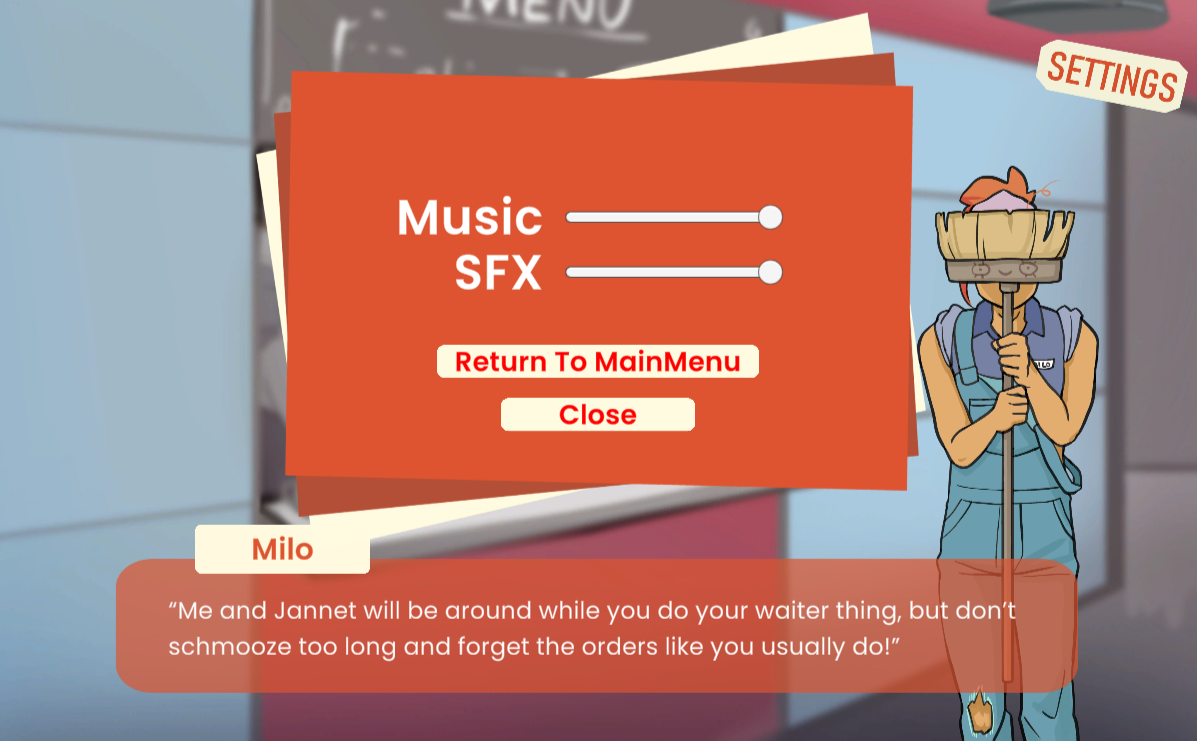 MENU
SETTINGS
Music
SFX
Return To MainMenu
Close
Milo
“Me and Jannet will be around while you do your waiter thing, but don’t
schmooze too long and forget the orders like you usually do!”